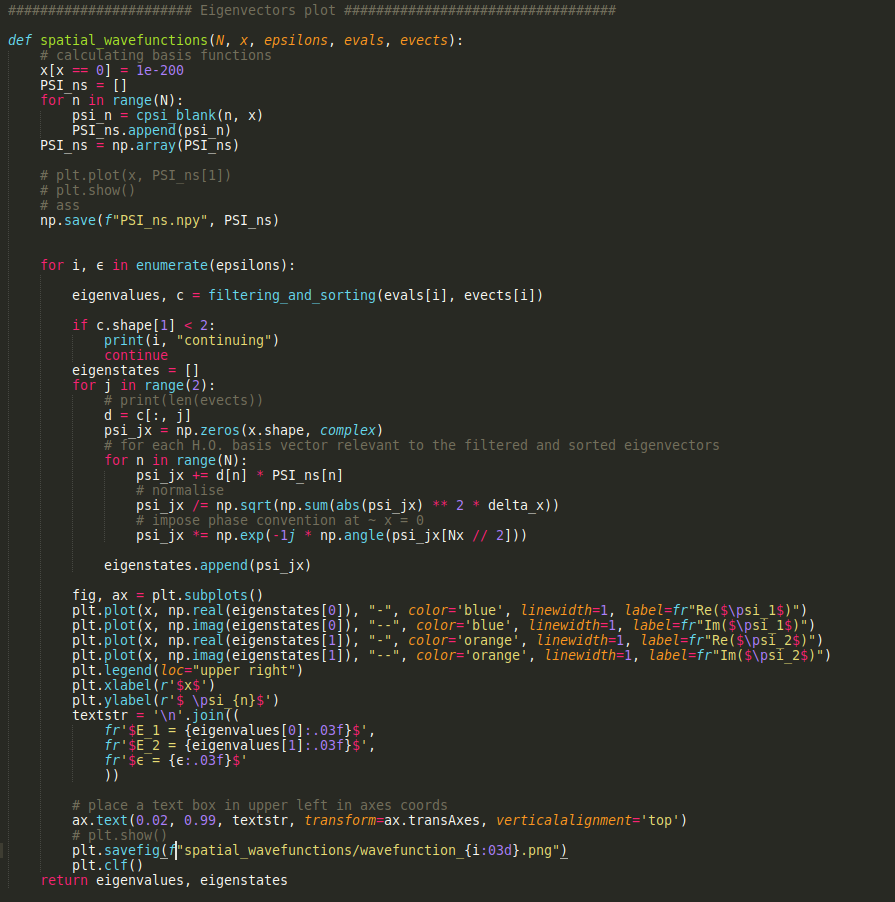 ####################### Eigenvectors plot ##################################
def spatial_wavefunctions(N, x, epsilons, evals, evects):
    # calculating basis functions
    x[x == 0] = 1e-200
    PSI_ns = []
    for n in range(N):
        psi_n = cpsi_blank(n, x)
        PSI_ns.append(psi_n)
    PSI_ns = np.array(PSI_ns)
    # plt.plot(x, PSI_ns[1])
    # plt.show()
    # ass
    np.save(f"PSI_ns.npy", PSI_ns)
    for i, ϵ in enumerate(epsilons):
        eigenvalues, c = filtering_and_sorting(evals[i], evects[i])
        if c.shape[1] < 2:
            print(i, "continuing")
            continue
        eigenstates = []
        for j in range(2):
            # print(len(evects))
            d = c[:, j]
            psi_jx = np.zeros(x.shape, complex)
            # for each H.O. basis vector relevant to the filtered and sorted eigenvectors
            for n in range(N):
                psi_jx += d[n] * PSI_ns[n]
                # normalise
                psi_jx /= np.sqrt(np.sum(abs(psi_jx) ** 2 * delta_x))
                # impose phase convention at ~ x = 0
                psi_jx *= np.exp(-1j * np.angle(psi_jx[Nx // 2]))
            eigenstates.append(psi_jx)
        fig, ax = plt.subplots()
        plt.plot(x, np.real(eigenstates[0]), "-", color='blue', linewidth=1, label=fr"Re($\psi_1$)")
        plt.plot(x, np.imag(eigenstates[0]), "--", color='blue', linewidth=1, label=fr"Im($\psi_1$)")
        plt.plot(x, np.real(eigenstates[1]), "-", color='orange', linewidth=1, label=fr"Re($\psi_2$)")
        plt.plot(x, np.imag(eigenstates[1]), "--", color='orange', linewidth=1, label=fr"Im($\psi_2$)")
        plt.legend(loc="upper right")
        plt.xlabel(r'$x$')
        plt.ylabel(r'$ \psi_{n}$')
        textstr = '\n'.join((
            fr'$E_1 = {eigenvalues[0]:.03f}$',
            fr'$E_2 = {eigenvalues[1]:.03f}$',
            fr'$ϵ = {ϵ:.03f}$'
            ))
        # place a text box in upper left in axes coords
        ax.text(0.02, 0.99, textstr, transform=ax.transAxes, verticalalignment='top')
        # plt.show()
        plt.savefig(f"spatial_wavefunctions/wavefunction_{i:03d}.png")
        plt.clf()
    return eigenvalues, eigenstates